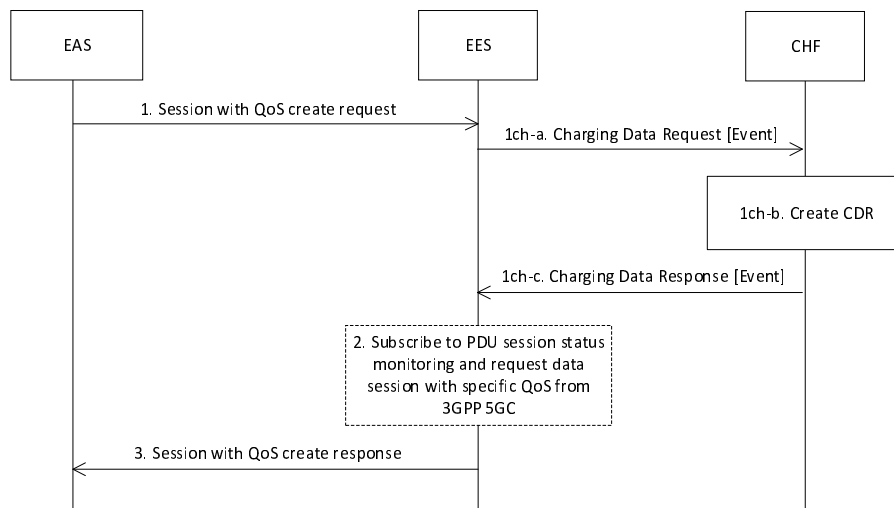 EAS
EES
CHF
1. Session with QoS create request
1ch-a. Charging Data Request [Event]
1ch-b. Create CDR
1ch-c. Charging Data Response [Event]
2. Subscribe to PDU session status
monitoring and request data
session with specific QoS from
3GPP 5GC
3. Session with QoS create response